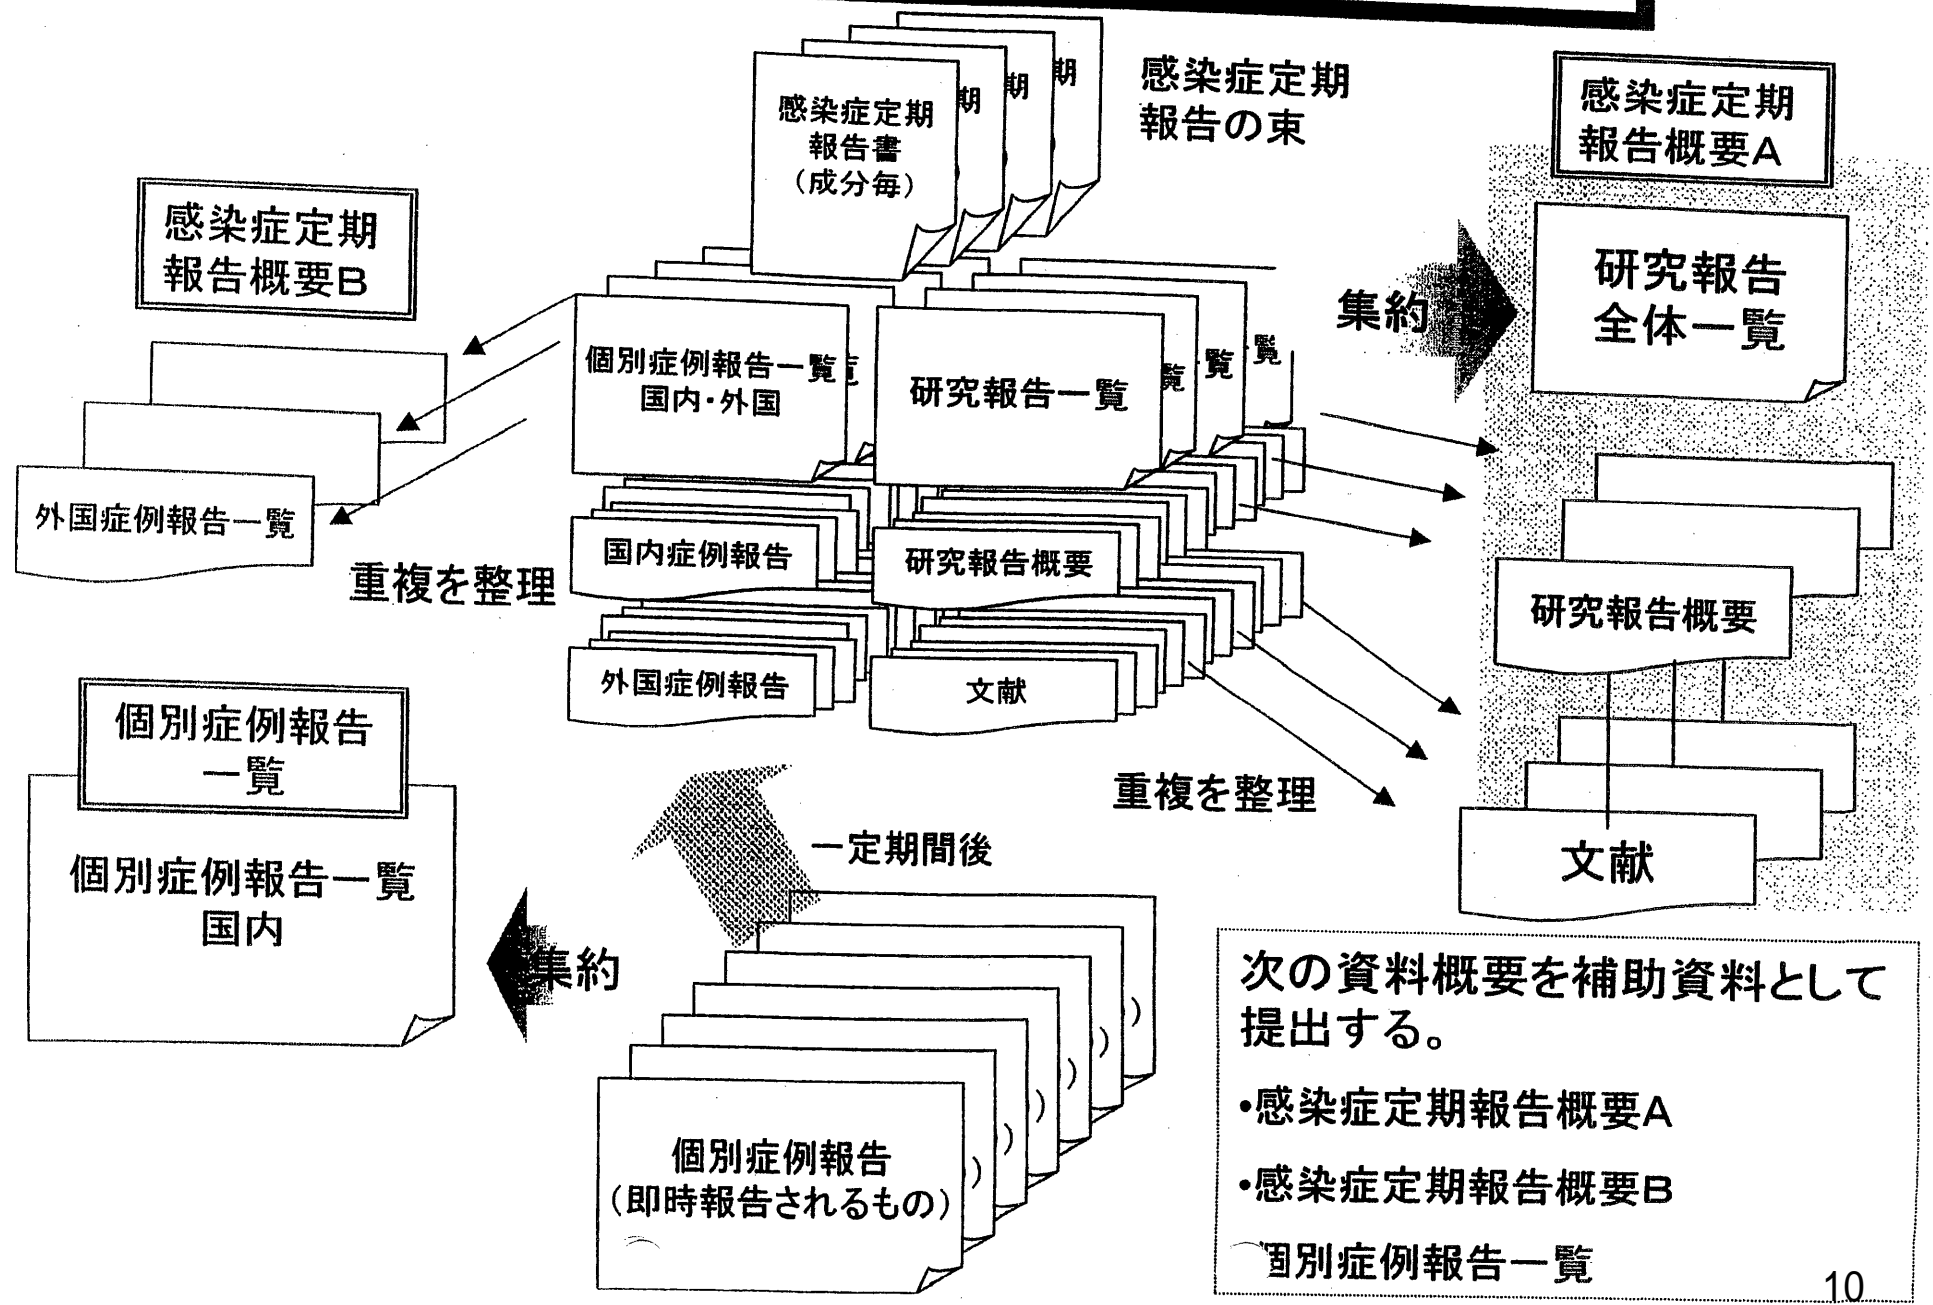 感染症定期
報告の束
感染症定期
報告概要A
期
期
期
感染症定期
報告書
（成分毎）
感染症定期
報告概要B
研究報告
全体一覧
集約
個別症例報告一覧
国内・外国
研究報告一覧
覧
一覧
一覧
外国症例報告一覧
重複を整理
国内症例報告
研究報告概要
研究報告概要
外国症例報告
文献
個別症例報告
一覧
重複を整理
文献
一定期間後
個別症例報告一覧
国内
集約
個別症例報告
（即時報告されるもの）
）
）
）
）
）
）
次の資料概要を補助資料として
提出する。
・感染症定期報告概要A
・感染症定期報告概要B
個別症例報告一覧
10